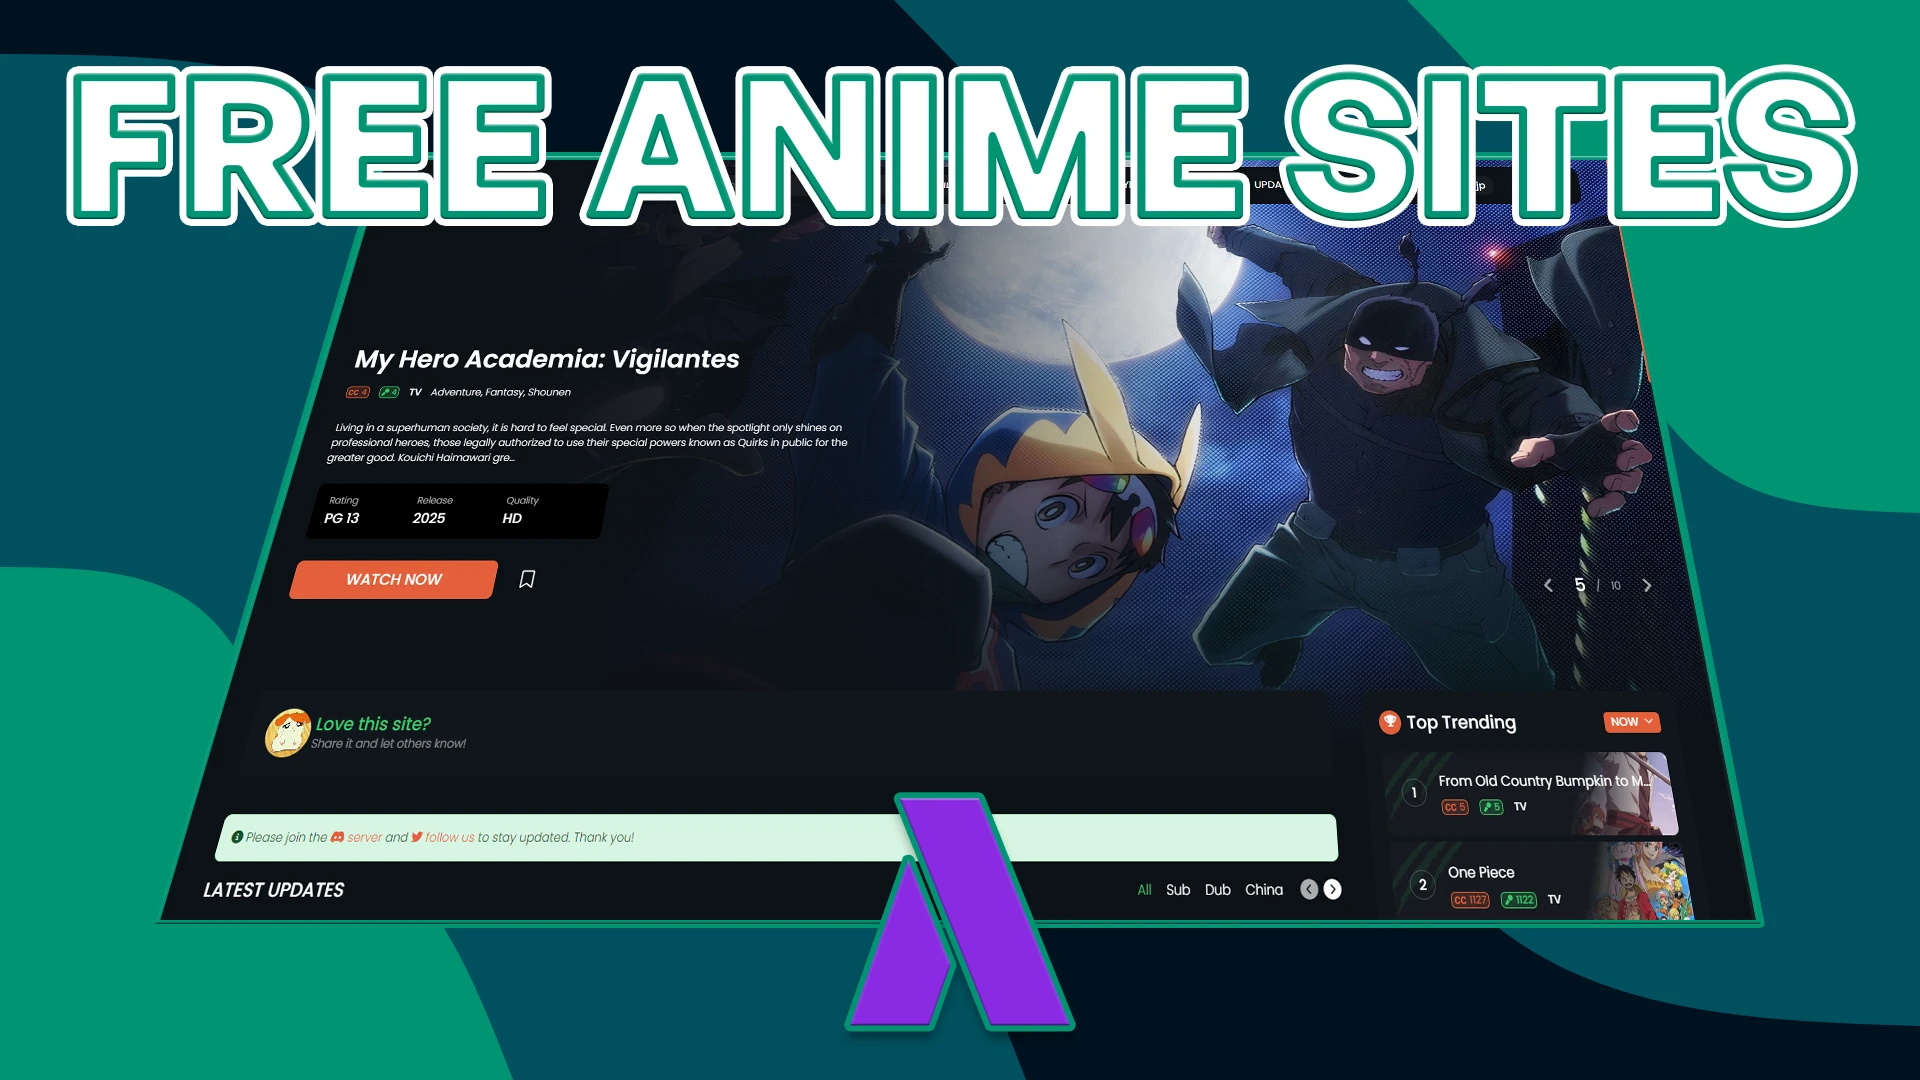 FREE ANIME SITES
My Hero Academia: Vigilantes
CC 4 4 TV Adventure, Fantasy, Shounen
Living in a superhuman society, it is hard to feel special. Even more so when the spotlight only shines on
professional heroes, those legally authorized to use their special powers known as Quirks in public for the
greater good. Kouichi Haimawari gre...
Rating Release Quality
PG 13 2025 HD
WATCH NOW
5 / 10
Love this site?
Share it and let others know!
Please join the server and follow us to stay updated. Thank you!
LATEST UPDATES
All Sub Dub China
Top Trending NOW
1 From Old Country Bumpkin to M...
CC 5 5 TV
2 One Piece
CC 1127 1122 TV